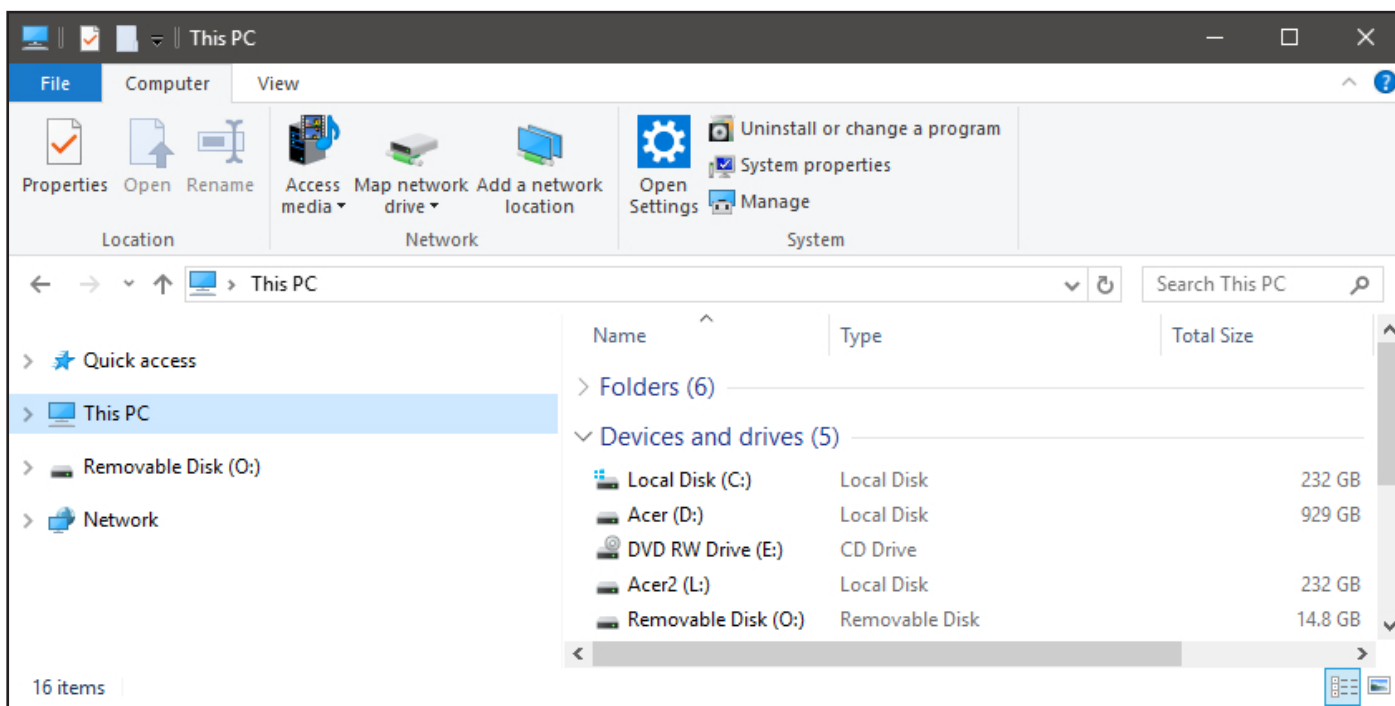 This PC
File Computer View
Properties Open Rename Access media Map network drive Add a network location Open Settings Uninstall or change a program
System properties
Manage
Location Network System
This PC Search This PC
Name Type Total Size
Quick access
Folders (6)
This PC
Devices and drives (5)
Removable Disk (O:)
Local Disk (C:) Local Disk 232 GB
Network
Acer (D:) Local Disk 929 GB
DVD RW Drive (E:) CD Drive
Acer2 (L:) Local Disk 232 GB
Removable Disk (O:) Removable Disk 14.8 GB
16 items